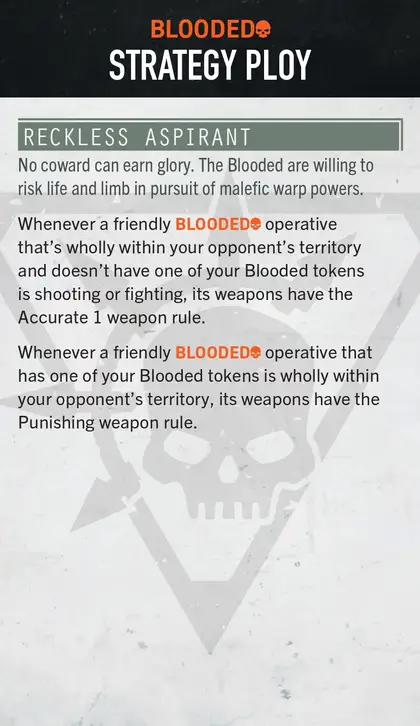 BLOODED
STRATEGY PLOY
RECKLESS ASPIRANT
No coward can earn glory. The Blooded are willing to
risk life and limb in pursuit of malefic warp powers.
Whenever a friendly BLOODED operative
that's wholly within your opponent's territory
and doesn't have one of your Blooded tokens
is shooting or fighting, its weapons have the
Accurate 1 weapon rule.
Whenever a friendly BLOODED operative that
has one of your Blooded tokens is wholly within
your opponent's territory, its weapons have the
Punishing weapon rule.